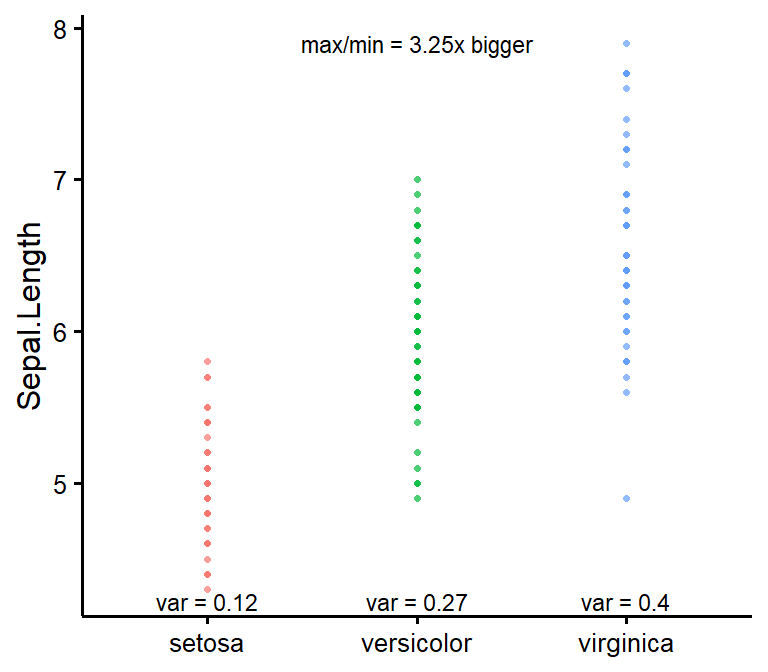 max/min = 3.25x bigger
8
7
6
5
Sepal.Length
var = 0.12 var = 0.27 var = 0.4
setosa versicolor virginica